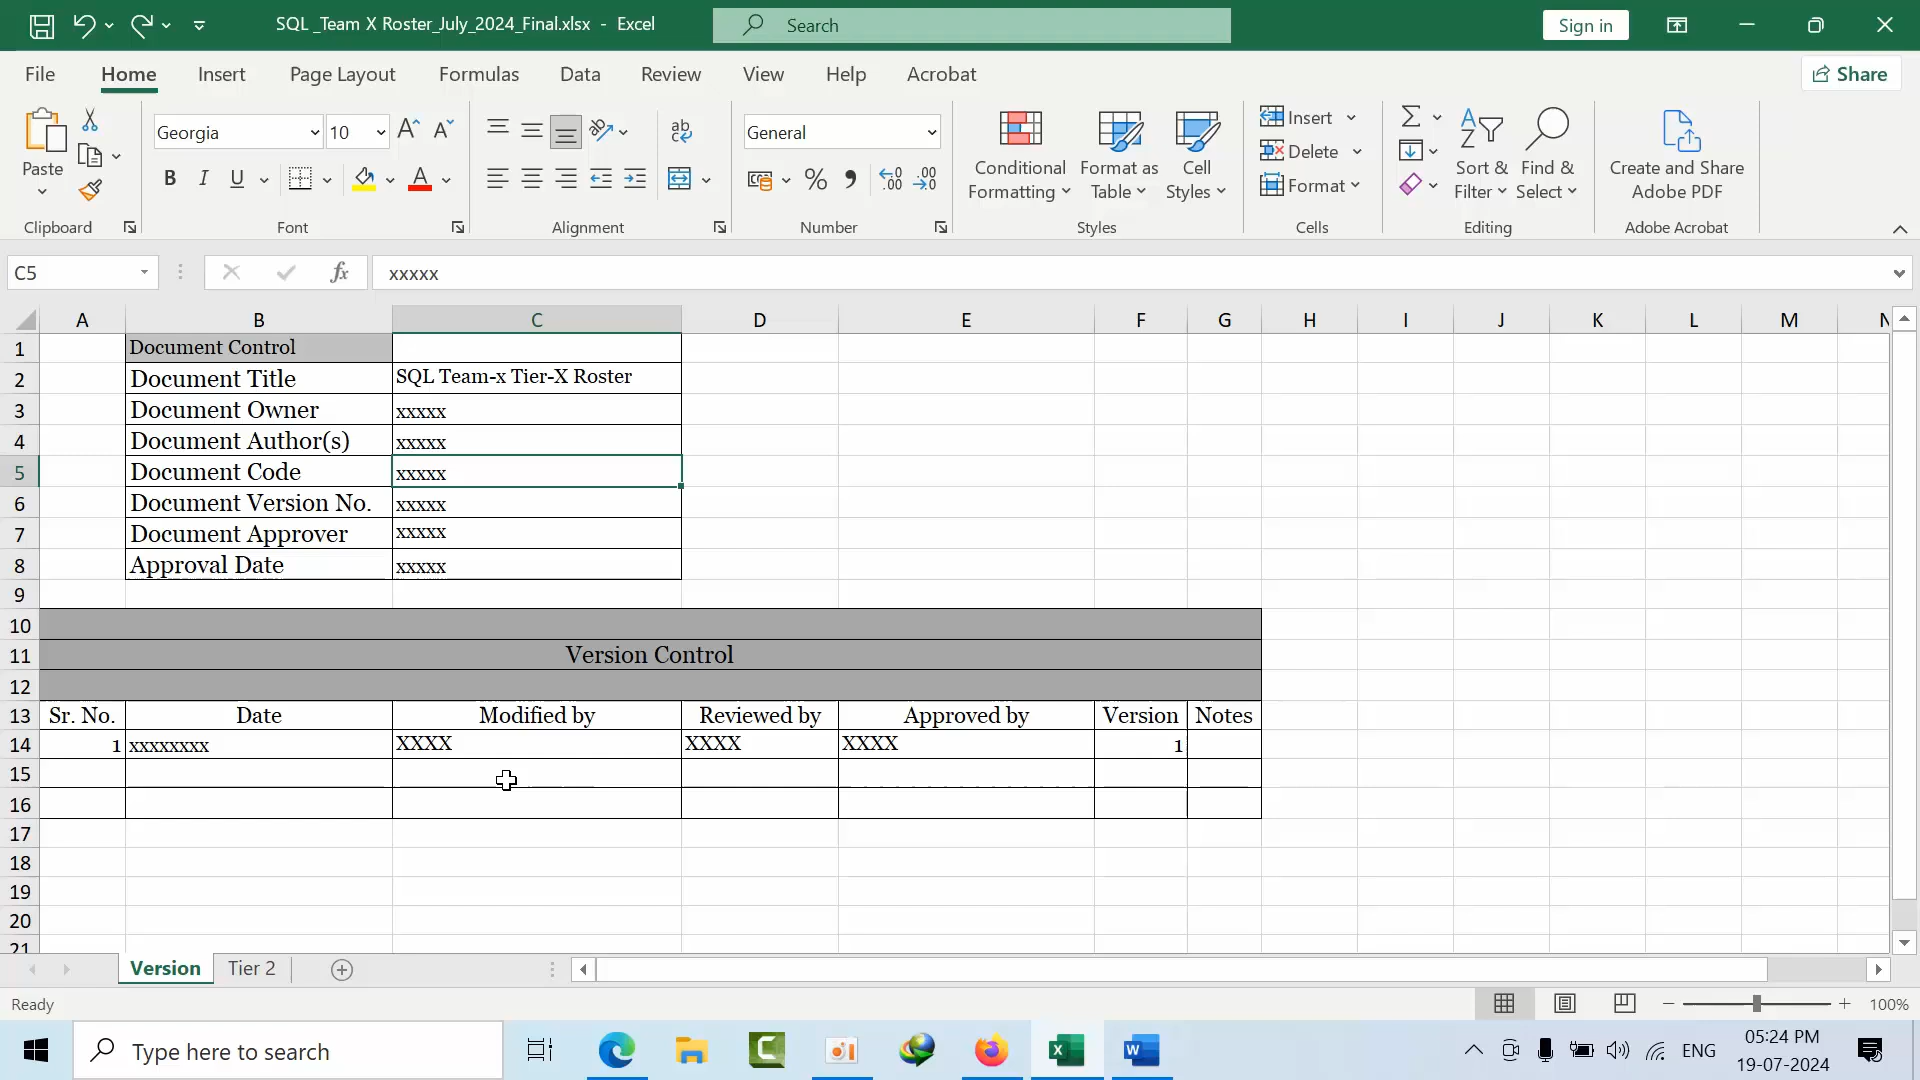 SQL _Team X Roster_July_2024_Final.xlsx - Excel
Search
Sign in
File Home Insert Page Layout Formulas Data Review View Help Acrobat
Share
Paste
Georgia 10
General
Conditional Formatting
Format as Table
Cell Styles
Insert
Delete
Format
Sort & Filter
Find & Select
Create and Share Adobe PDF
Clipboard Font Alignment Number Styles Cells Editing Adobe Acrobat
C5 fx xxxxx
A B C D E F G H I J K L M
1 Document Control
2 Document Title SQL Team-x Tier-X Roster
3 Document Owner xxxxx
4 Document Author(s) xxxxx
5 Document Code xxxxx
6 Document Version No. xxxxx
7 Document Approver xxxxx
8 Approval Date xxxxx
9
10
11 Version Control
12
13 Sr. No. Date Modified by Reviewed by Approved by Version Notes
14 1 xxxxxxxx XXXX XXXX XXXX 1
15
16
17
18
19
20
21
Version Tier 2
Ready 100%
Type here to search
ENG
05:24 PM
19-07-2024